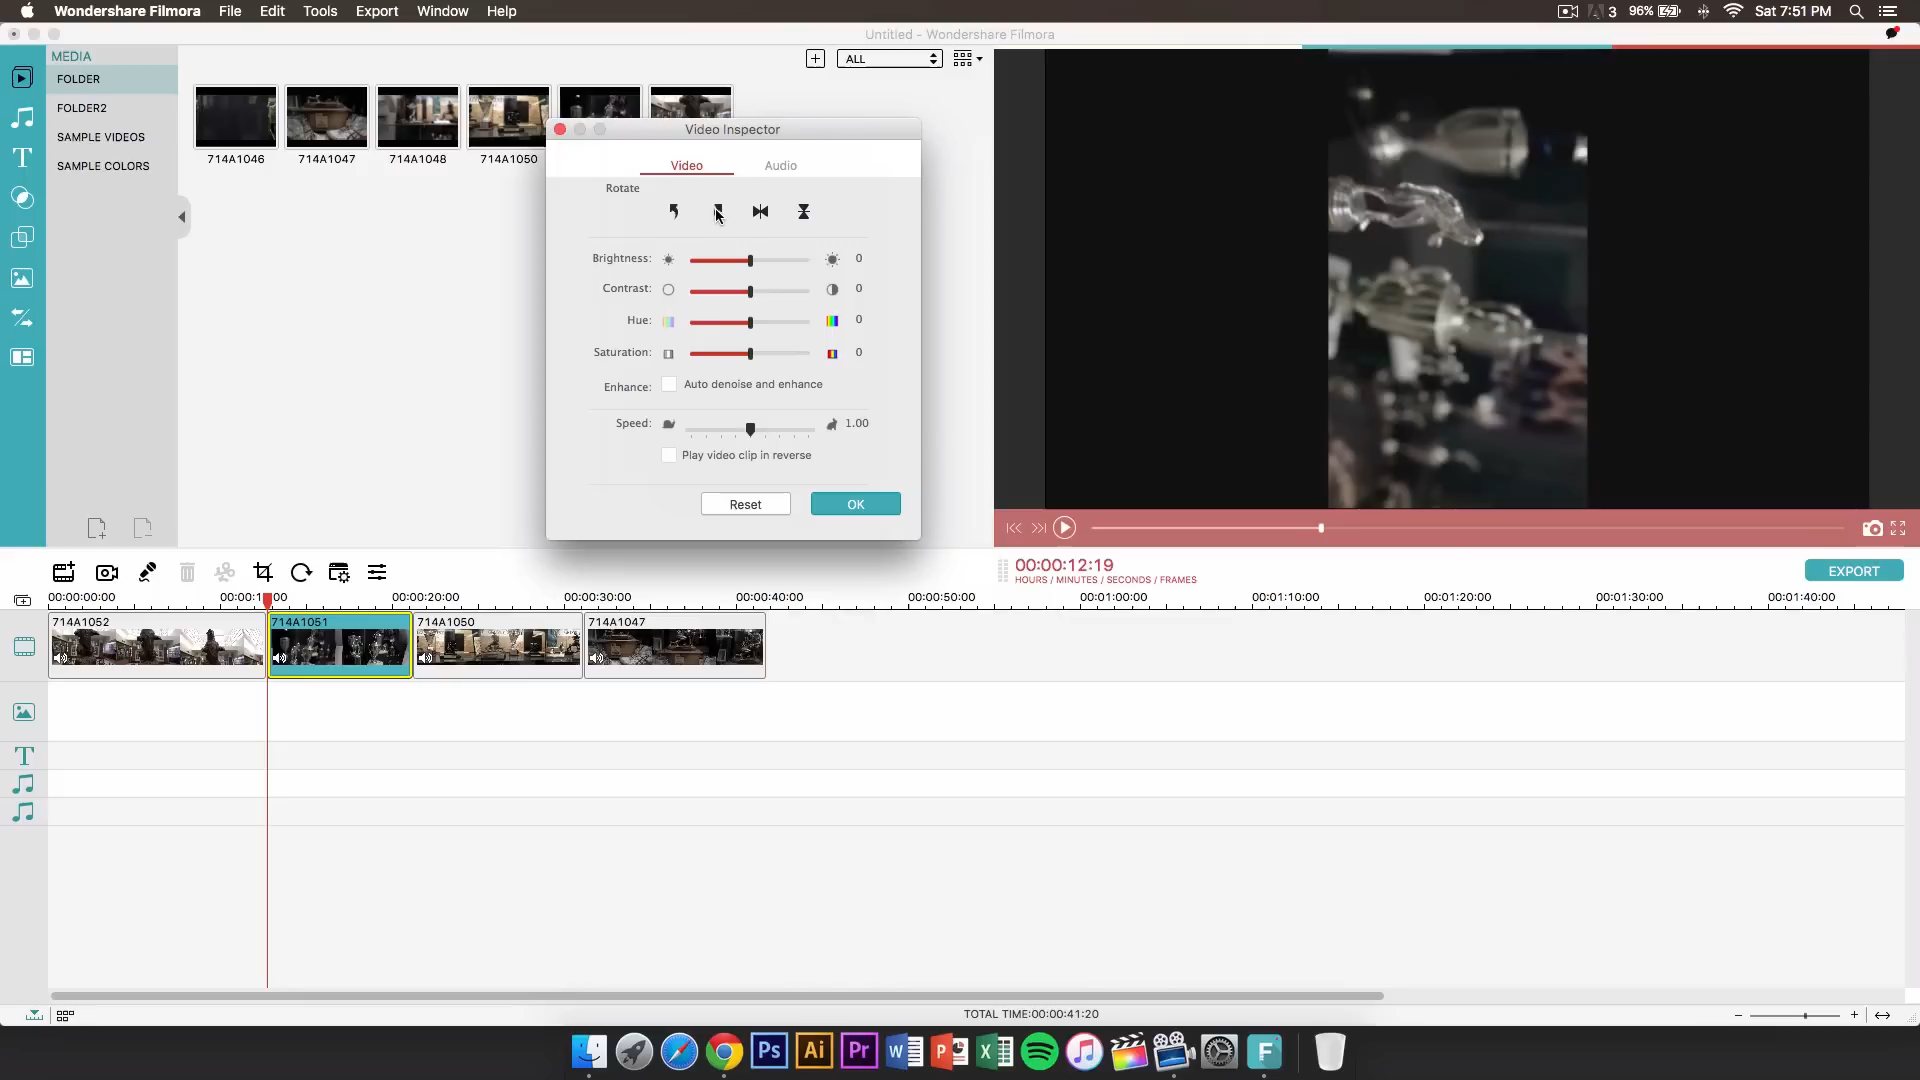 Wondershare Filmora File Edit Tools Export Window Help
3 96% Sat 7:51 PM
Untitled - Wondershare Filmora
MEDIA
FOLDER
FOLDER2
SAMPLE VIDEOS
SAMPLE COLORS
ALL
714A1046 714A1047 714A1048 714A1050
Video Inspector
Video Audio
Rotate
Brightness: 0
Contrast: 0
Hue: 0
Saturation: 0
Enhance: Auto denoise and enhance
Speed: 1.00
Play video clip in reverse
Reset OK
00:00:12:19
HOURS / MINUTES / SECONDS / FRAMES
EXPORT
00:00:00:00 00:00:20:00 00:00:30:00 00:00:40:00 00:00:50:00 00:01:00:00 00:01:10:00 00:01:20:00 00:01:30:00 00:01:40:00
714A1052 714A1051 714A1050 714A1047
T
T
TOTAL TIME:00:00:41:20
Ps Ai Pr W P X F